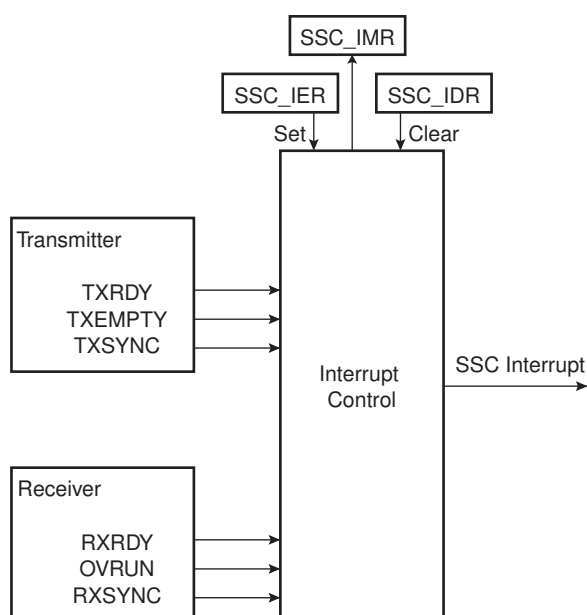 SSC_IMR
SSC_IER
SSC_IDR
Set
Clear
Transmitter
TXRDY
TXEMPTY
TXSYNC
Interrupt
Control
SSC Interrupt
Receiver
RXRDY
OVRUN
RXSYNC